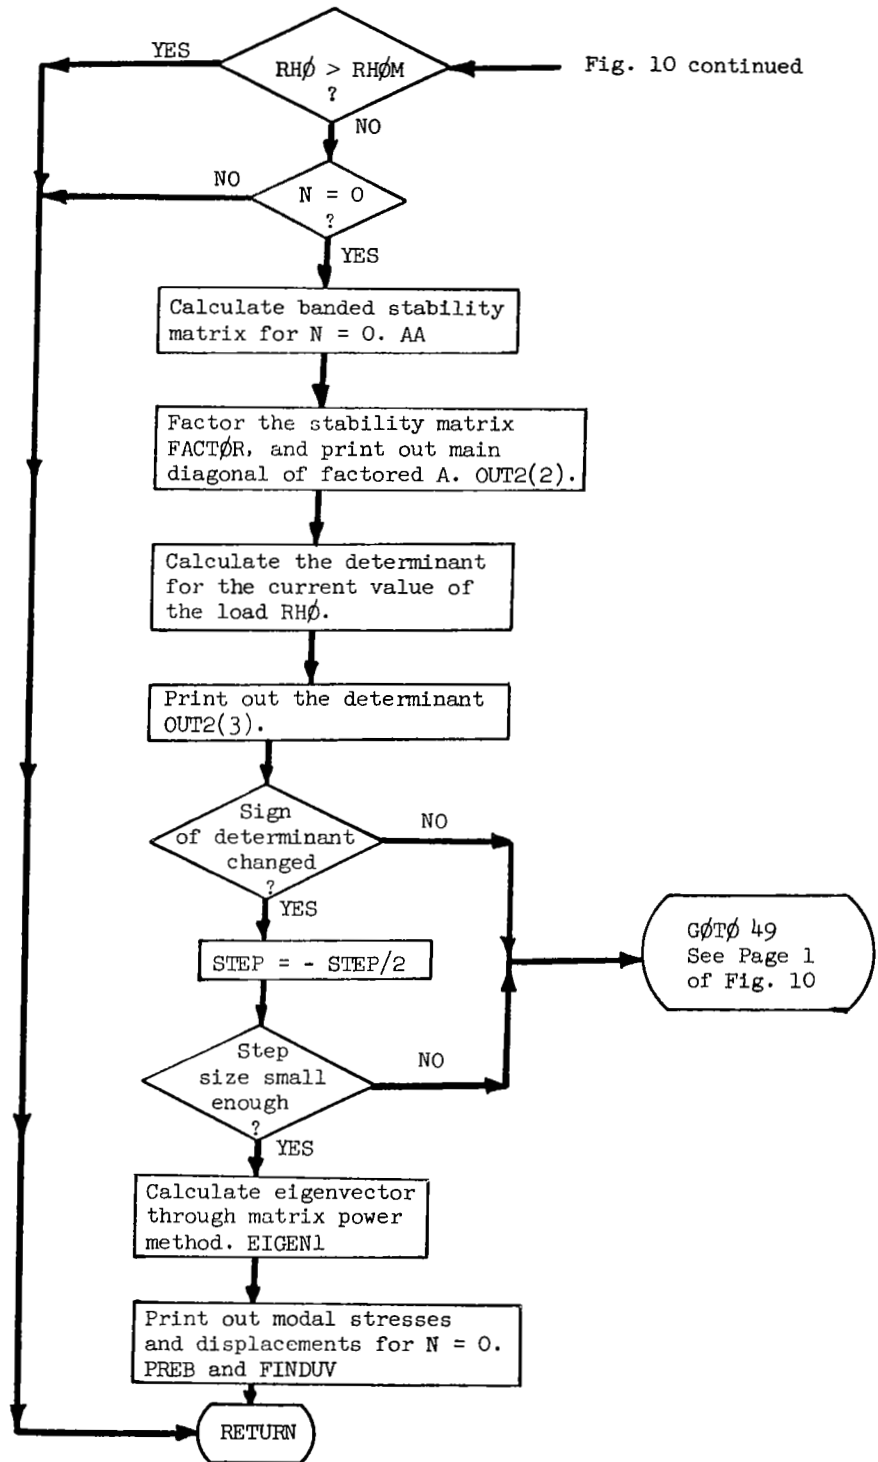 YES
RHØ > RHØM
?
Fig. 10 continued
NO
NO
N = 0
?
YES
Calculate banded stability
matrix for N = 0. AA
Factor the stability matrix
FACTØR, and print out main
diagonal of factored A. OUT2(2).
Calculate the determinant
for the current value of
the load RHØ.
Print out the determinant
OUT2(3).
Sign
of determinant
changed
?
NO
YES
STEP = - STEP/2
GØTØ 49
See Page 1
of Fig. 10
Step
size small
enough
?
NO
YES
Calculate eigenvector
through matrix power
method. EIGEN1
Print out modal stresses
and displacements for N = 0.
PREB and FINDUV
RETURN